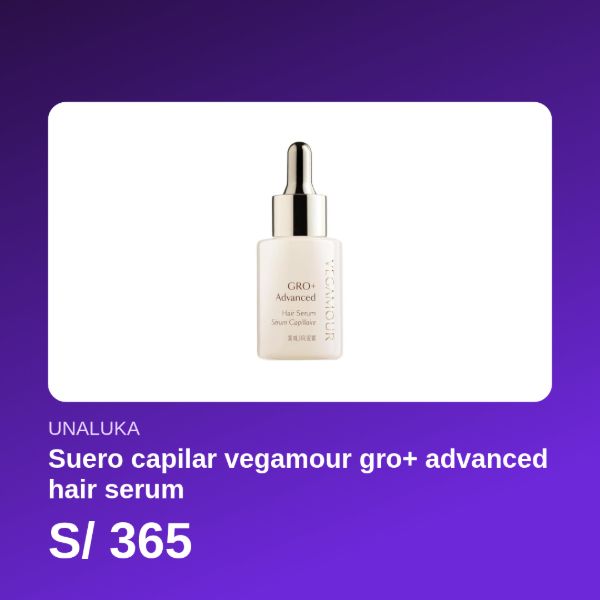 GRO+
Advanced
Hair Serum
Sérum Capillaire
VEGAMOUR
UNALUKA
Suero capilar vegamour gro+ advanced
hair serum
S/ 365